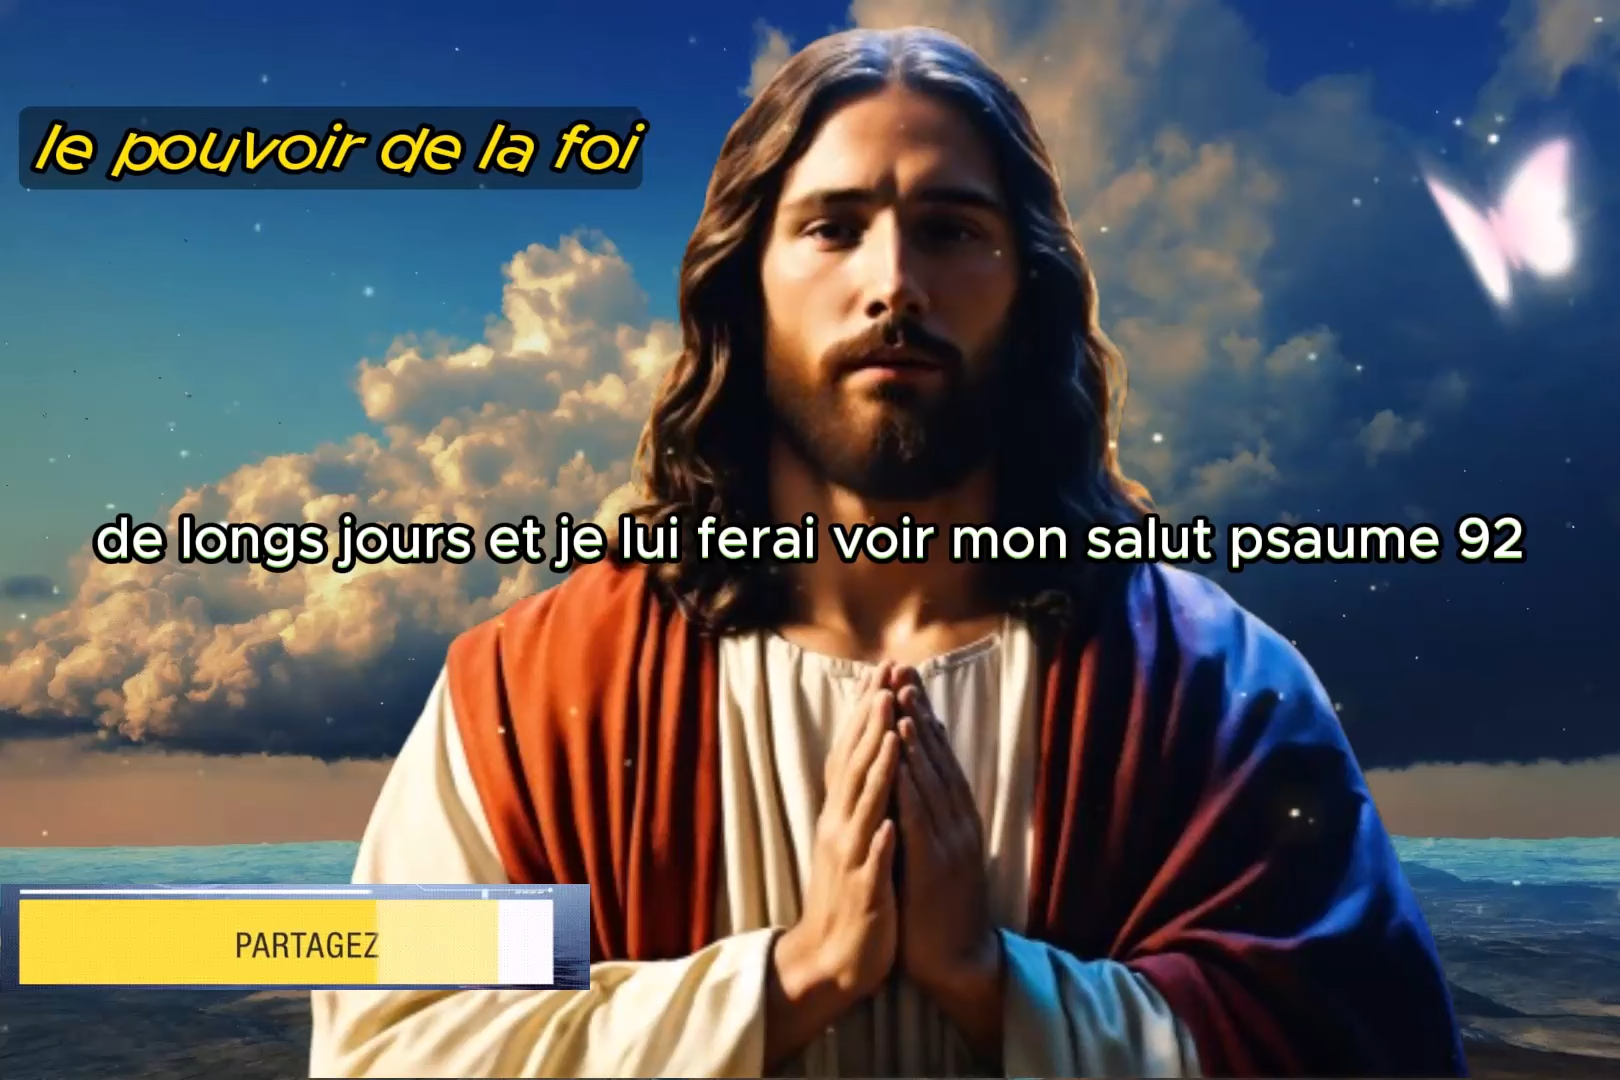 le pouvoir de la foi
de longs jours et je lui ferai voir mon salut psaume 92
PARTAGEZ